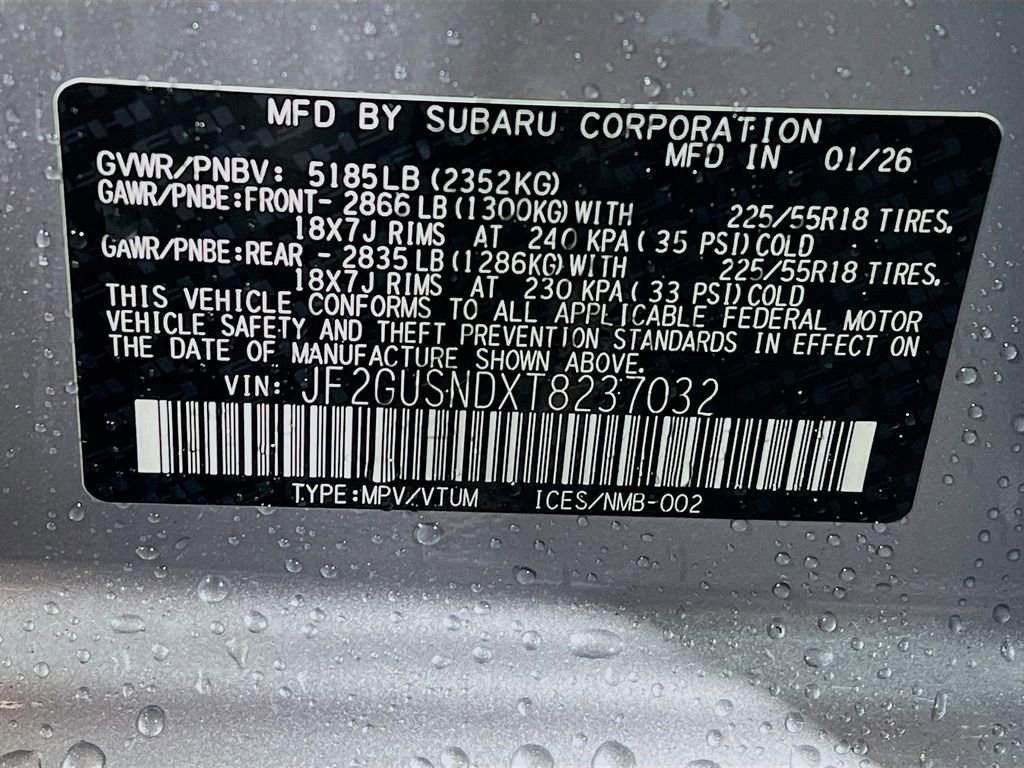 MFD BY SUBARU CORPORATION
MFD IN 01/26
GVWR/PNBV: 5185LB (2352KG)
GAWR/PNBE:FRONT- 2866 LB (1300KG) WITH 225/55R18 TIRES.
18X7J RIMS AT 240 KPA ( 35 PSI) COLD
GAWR/PNBE:REAR - 2835 LB (1286KG) WITH 225/55R18 TIRES.
18X7J RIMS AT 230 KPA ( 33 PSI) COLD
THIS VEHICLE CONFORMS TO ALL APPLICABLE FEDERAL MOTOR
VEHICLE SAFETY AND THEFT PREVENTION STANDARDS IN EFFECT ON
THE DATE OF MANUFACTURE SHOWN ABOVE.
VIN: JF2GUSNDXT8237032
TYPE:MPV/VTUM ICES/NMB-002